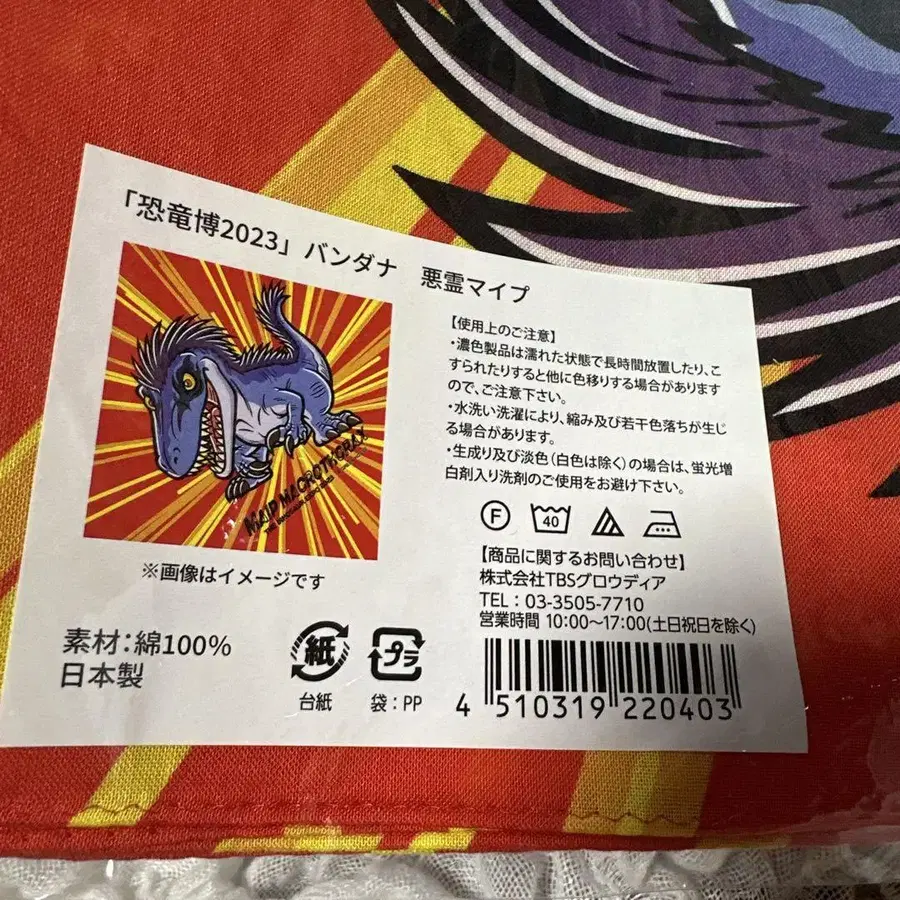 「恐竜博2023」バンダナ 悪霊マイプ
MAIP MACROTHORAX
※画像はイメージです
素材:綿100%
日本製
紙
台紙
プラ
袋:PP
【使用上のご注意】
・濃色製品は濡れた状態で長時間放置したり、こ
すられたりすると他に色移りする場合があります
ので、ご注意下さい。
・水洗い洗濯により、縮み及び若干色落ちが生じ
る場合があります。
・生成り及び淡色(白色は除く)の場合は、蛍光増
白剤入り洗剤のご使用をお避け下さい。
F
40
【商品に関するお問い合わせ】
株式会社TBSグロウディア
TEL:03-3505-7710
営業時間 10:00〜17:00(土日祝日を除く)
4 510319 220403